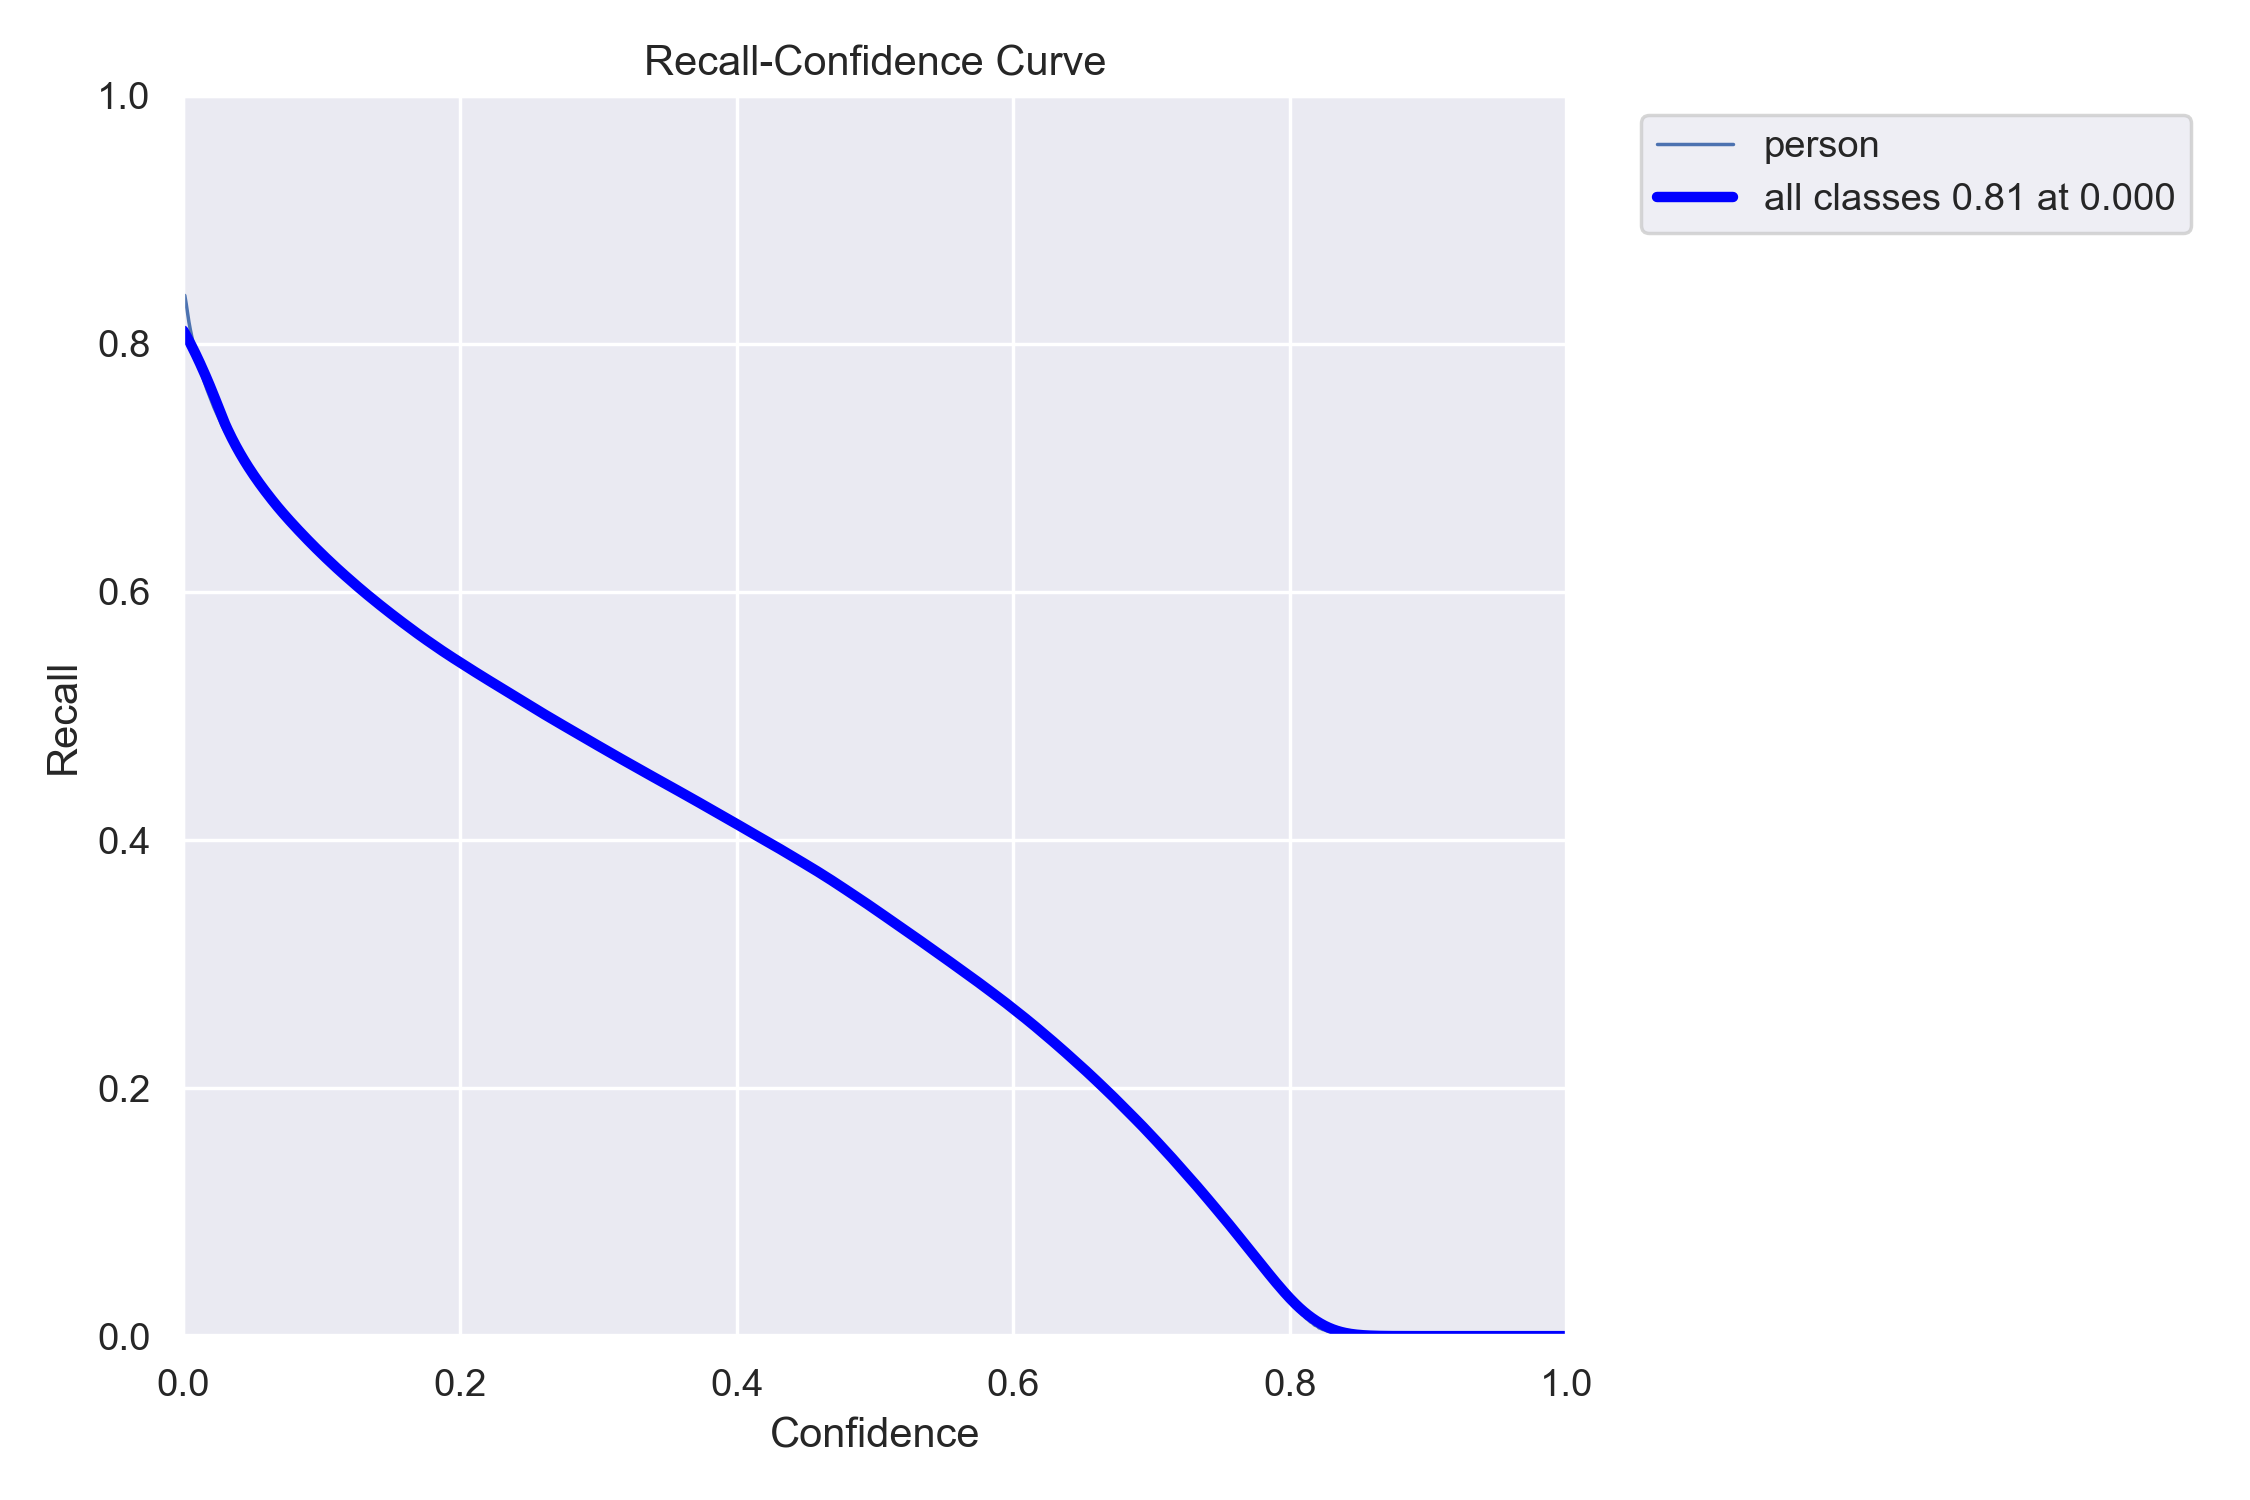 Recall-Confidence Curve
1.0
0.8
0.6
0.4
0.2
0.0
Recall
0.0 0.2 0.4 0.6 0.8 1.0
Confidence
person
all classes 0.81 at 0.000